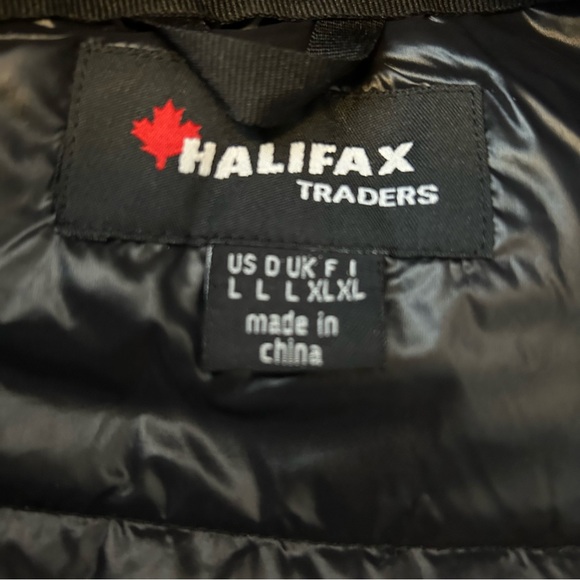 HALIFAX
TRADERS
US D UK F I
L L L XL XL
made in
china